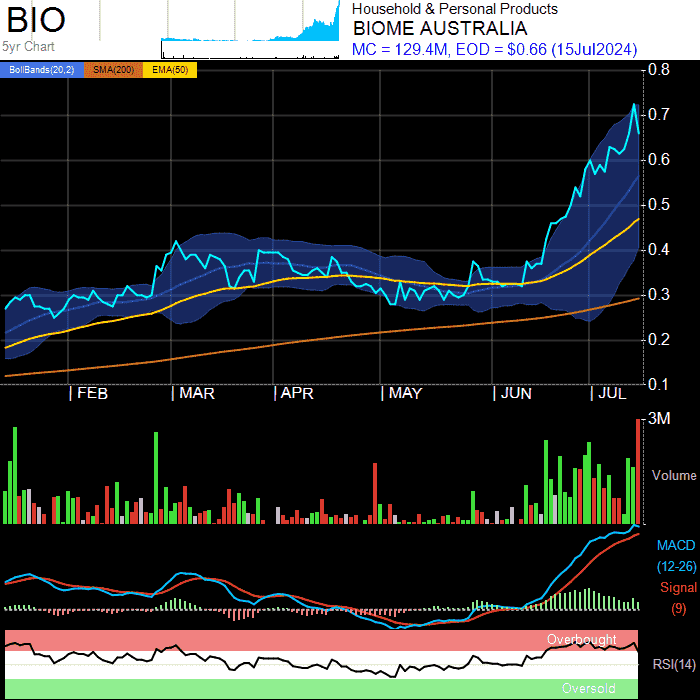 BIO
5yr Chart
Household & Personal Products
BIOME AUSTRALIA
MC = 129.4M, EOD = $0.66 (15Jul2024)
BollBands(20,2) SMA(200) EMA(50)
0.8
0.7
0.6
0.5
0.4
0.3
0.2
0.1
FEB MAR APR MAY JUN JUL
3M
Volume
MACD
(12-26)
Signal
(9)
Overbought
RSI(14)
Oversold